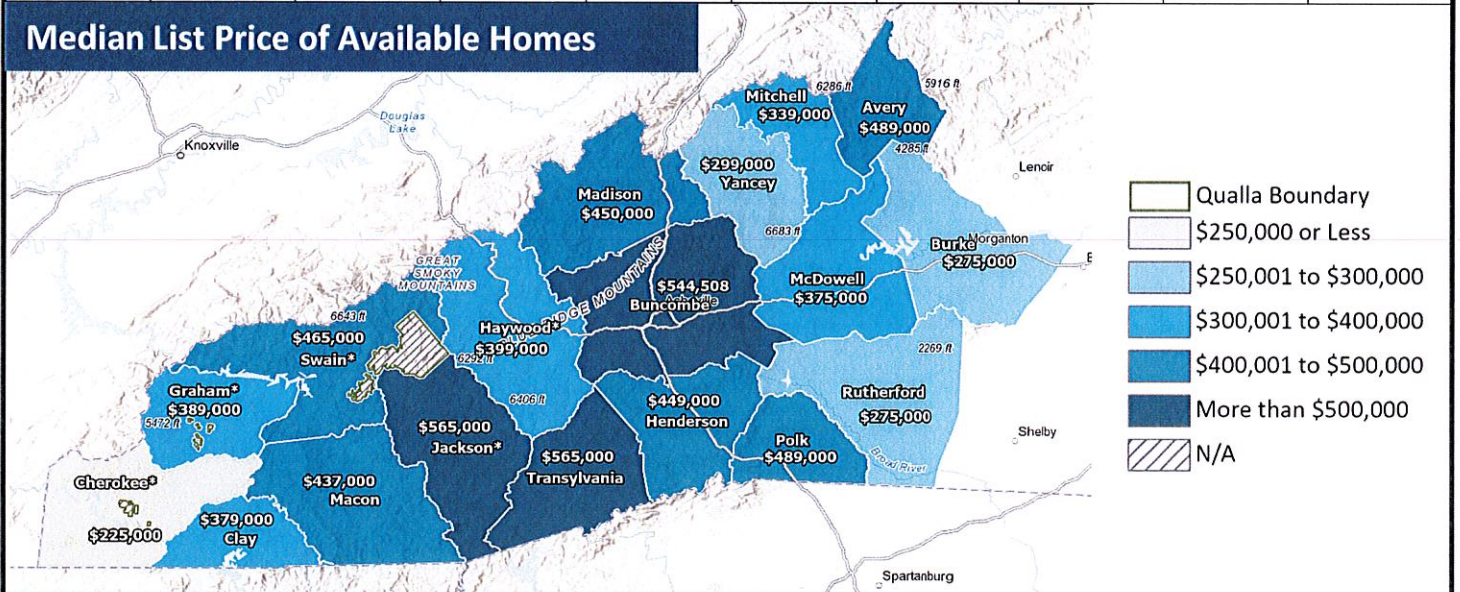 Median List Price of Available Homes
Mitchell
$339,000
6286 ft
Avery
$489,000
5916 ft
4285 ft
Douglas
Lake
Knoxville
$299,000
Yancey
Lenoir
Madison
$450,000
6683 ft
Burke
Morganton
$275,000
E
GREAT
SMOKY
MOUNTAINS
RIDGE MOUNTAINS
$544,508
Asheville
Buncombe
McDowell
$375,000
6643 ft
$465,000
Swain*
Haywood*
$399,000
6292 ft
2269 ft
Graham*
$389,000
5472 ft
6406 ft
$449,000
Henderson
Rutherford
$275,000
$565,000
Jackson*
$565,000
Transylvania
Polk
$489,000
Broad River
Shelby
Cherokee*
$225,000
$437,000
Macon
$379,000
Clay
Spartanburg
Qualla Boundary
$250,000 or Less
$250,001 to $300,000
$300,001 to $400,000
$400,001 to $500,000
More than $500,000
N/A